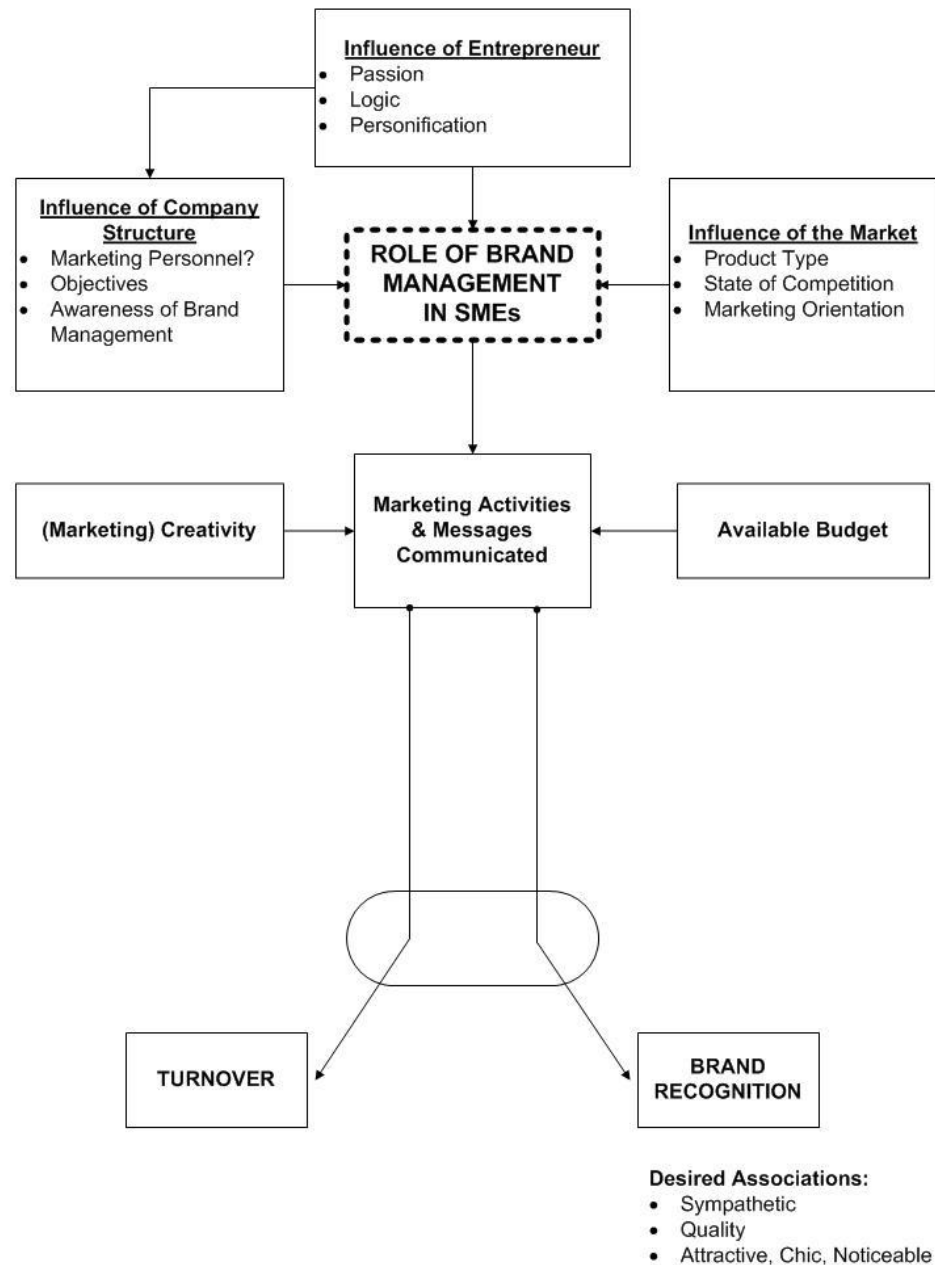 Influence of Entrepreneur
• Passion
• Logic
• Personification
Influence of Company
Structure
• Marketing Personnel?
• Objectives
• Awareness of Brand
Management
ROLE OF BRAND
MANAGEMENT
IN SMEs
Influence of the Market
• Product Type
• State of Competition
• Marketing Orientation
(Marketing) Creativity
Marketing Activities
& Messages
Communicated
Available Budget
TURNOVER
BRAND
RECOGNITION
Desired Associations:
• Sympathetic
• Quality
• Attractive, Chic, Noticeable